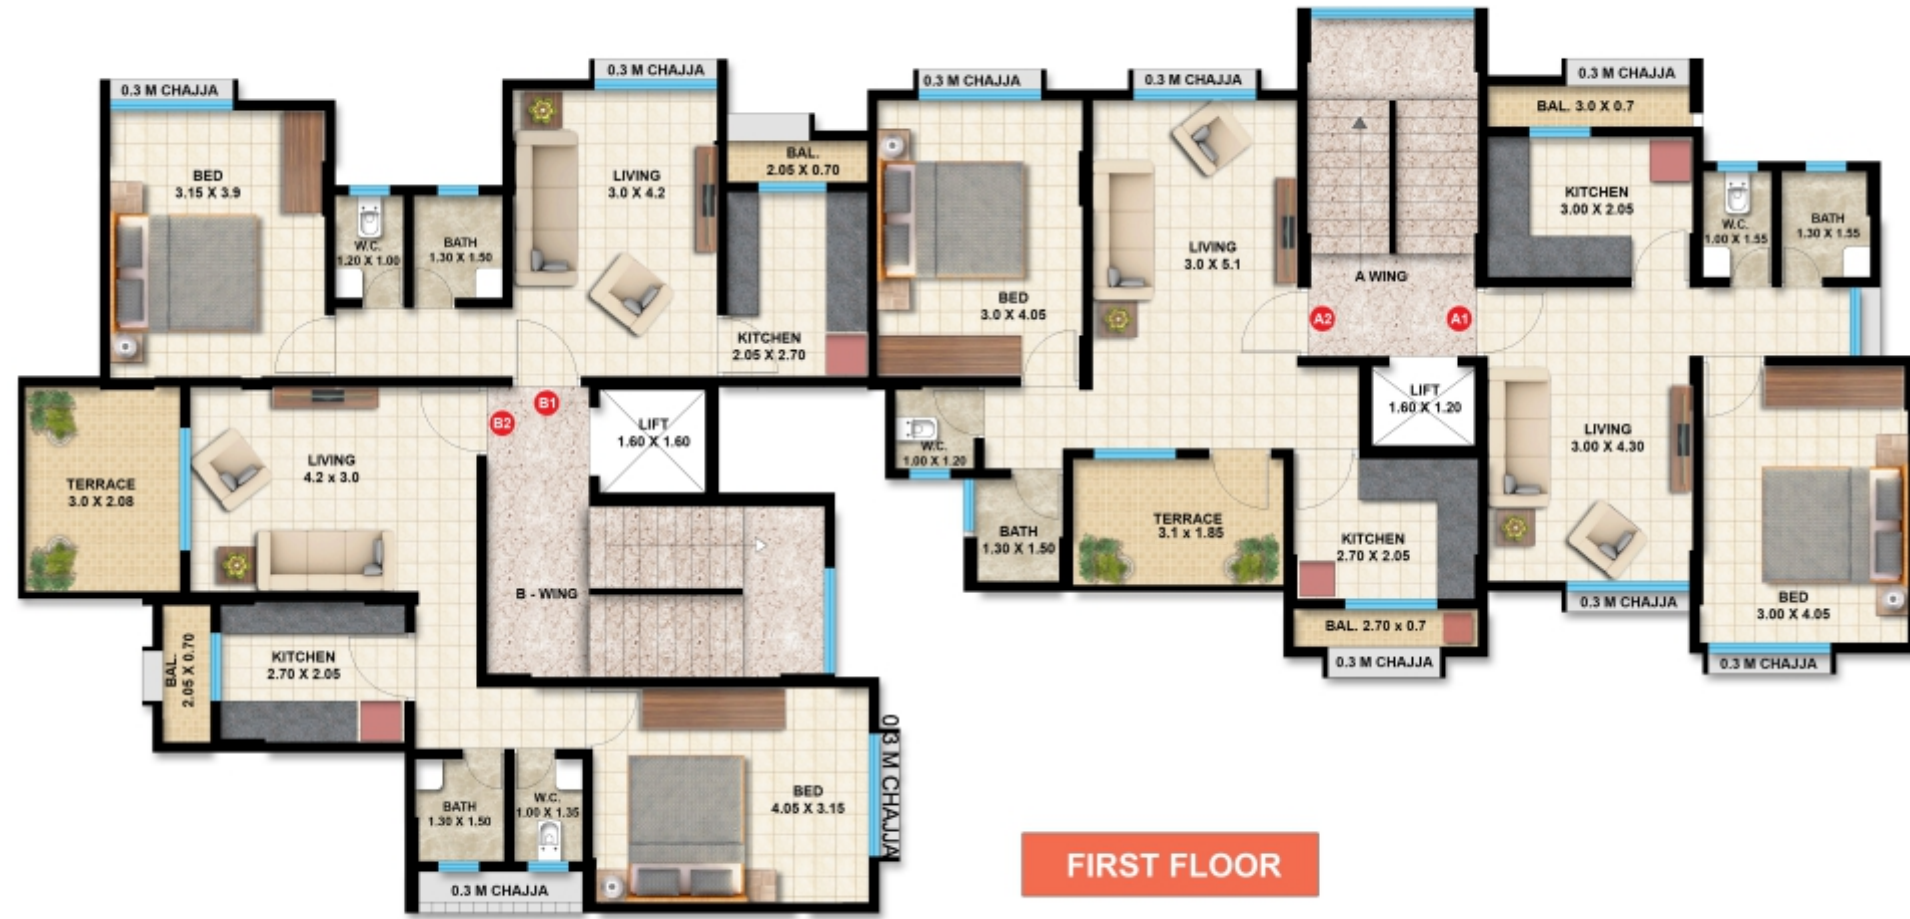 0.3 M CHAJJA
BED
3.15 X 3.9
W.C.
1.20 X 1.00
BATH
1.30 X 1.50
0.3 M CHAJJA
LIVING
3.0 X 4.2
BAL.
2.05 X 0.70
KITCHEN
2.05 X 2.70
0.3 M CHAJJA
BED
3.0 X 4.05
0.3 M CHAJJA
LIVING
3.0 X 5.1
A WING
A2
A1
0.3 M CHAJJA
BAL. 3.0 X 0.7
KITCHEN
3.00 X 2.05
W.C.
1.00 X 1.55
BATH
1.30 X 1.55
LIFT
1.60 X 1.20
LIVING
3.00 X 4.30
0.3 M CHAJJA
BED
3.00 X 4.05
0.3 M CHAJJA
W.C.
1.00 X 1.20
BATH
1.30 X 1.50
TERRACE
3.1 x 1.85
KITCHEN
2.70 X 2.05
BAL. 2.70 x 0.7
0.3 M CHAJJA
B1
B2
LIFT
1.60 X 1.60
TERRACE
3.0 X 2.08
LIVING
4.2 x 3.0
B - WING
BAL.
2.05 X 0.70
KITCHEN
2.70 X 2.05
BATH
1.30 X 1.50
W.C.
1.00 X 1.35
BED
4.05 X 3.15
0.3 M CHAJJA
0.3 M CHAJJA
FIRST FLOOR